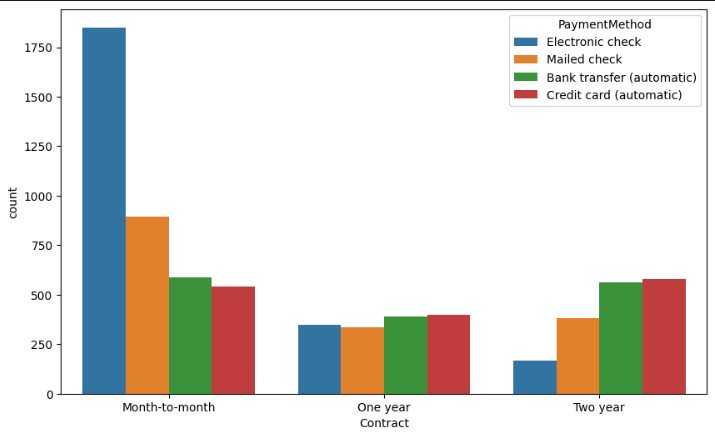 PaymentMethod
Electronic check
Mailed check
Bank transfer (automatic)
Credit card (automatic)
1750
1500
1250
1000
750
500
250
0
count
Month-to-month
One year
Two year
Contract